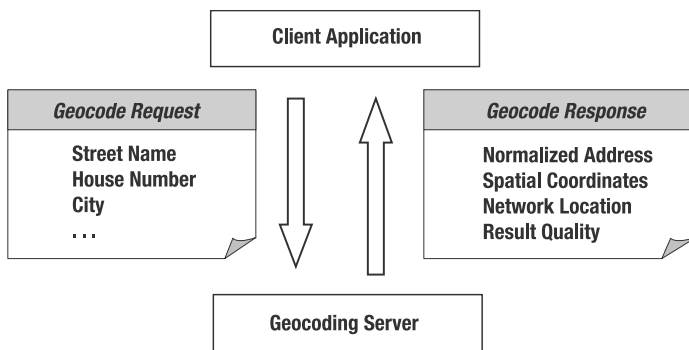 Client Application
Geocode Request
Street Name
House Number
City
...
Geocode Response
Normalized Address
Spatial Coordinates
Network Location
Result Quality
Geocoding Server